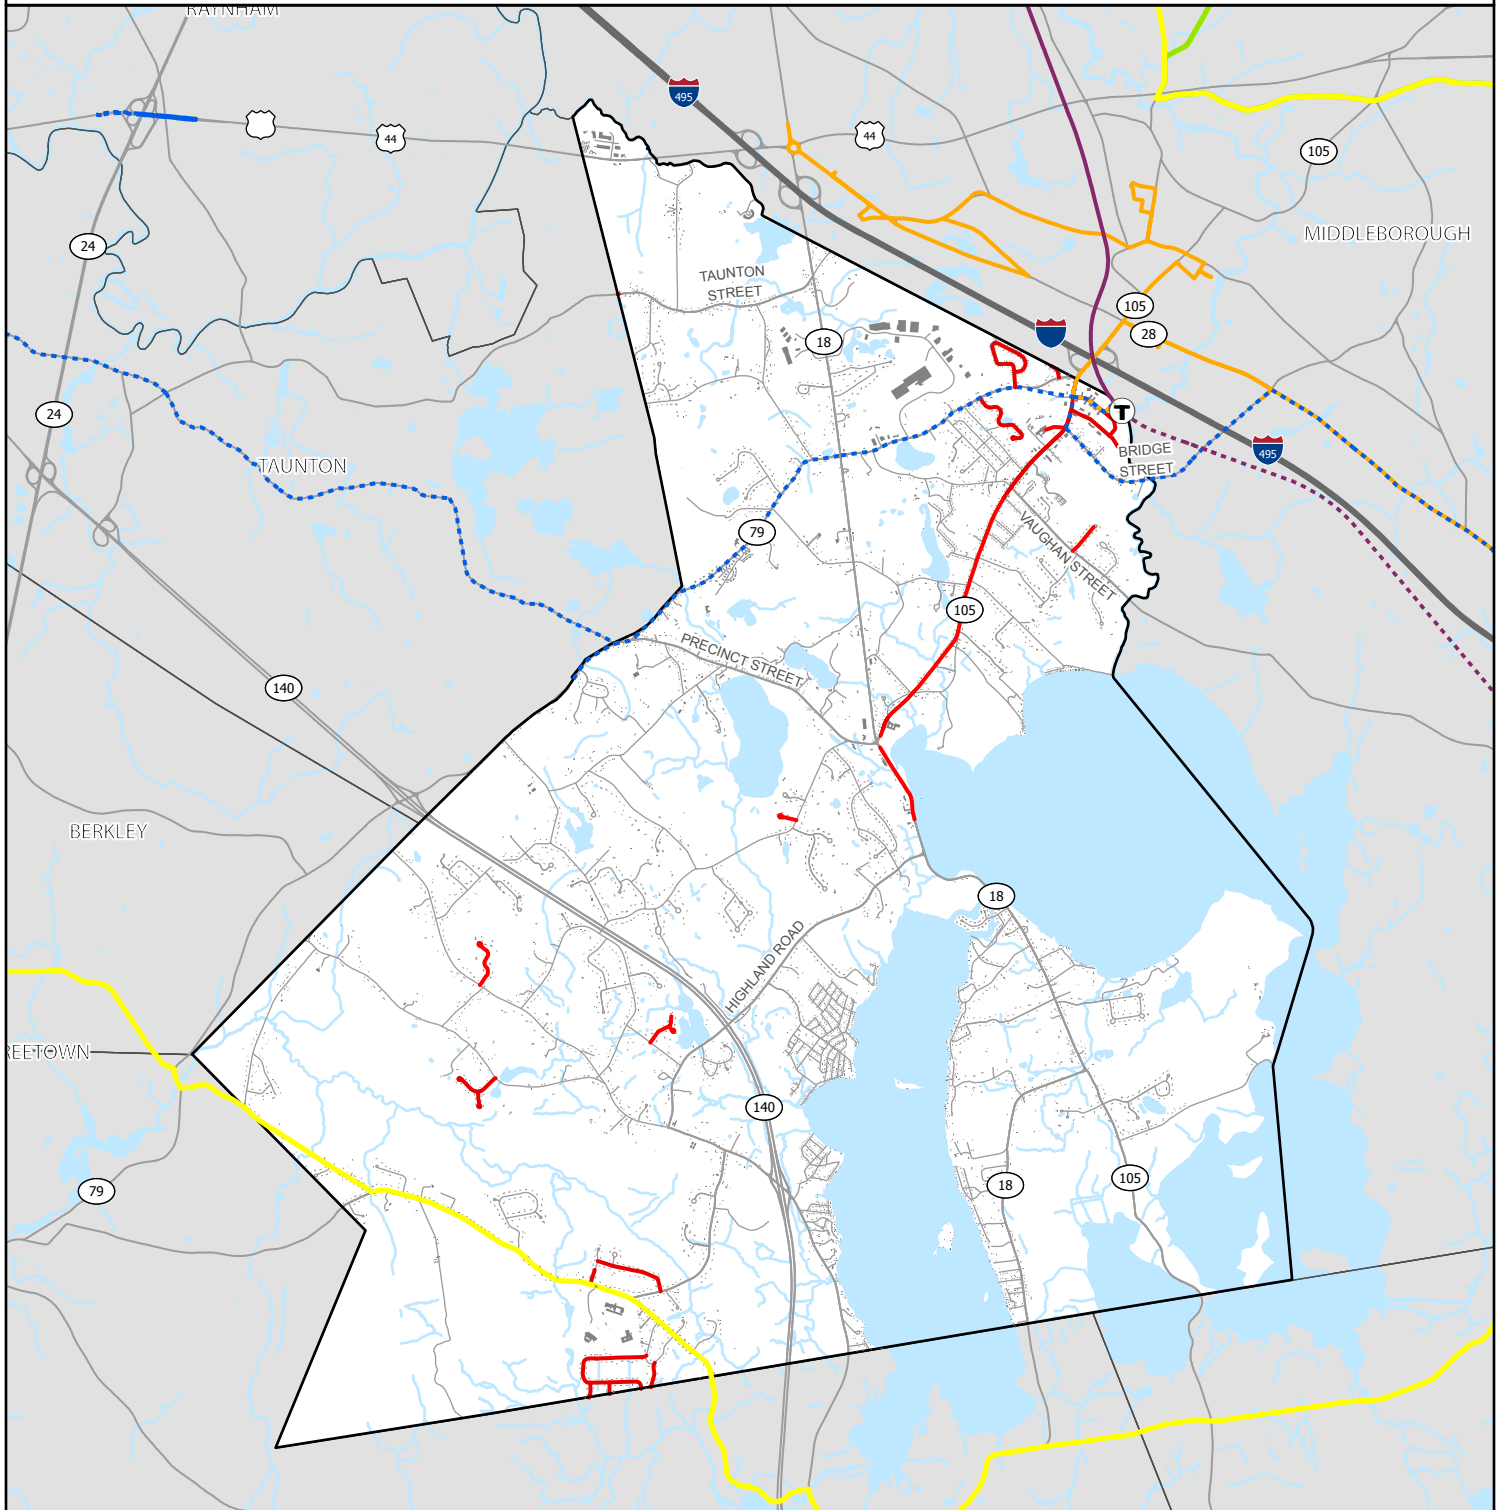 RAYNHAM
495
44
44
105
24
MIDDLEBOROUGH
TAUNTON
STREET
105
28
18
24
T
BRIDGE
STREET
495
TAUNTON
79
VAUGHAN STREET
105
PRECINCT STREET
140
BERKLEY
18
HIGHLAND ROAD
REETOWN
140
79
18
105